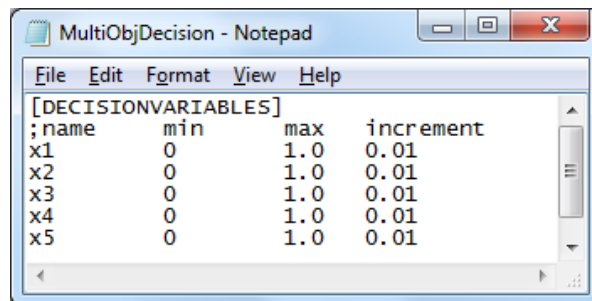 MultiObjDecision - Notepad
File Edit Format View Help
[DECISIONVARIABLES]
;name min max increment
x1 0 1.0 0.01
x2 0 1.0 0.01
x3 0 1.0 0.01
x4 0 1.0 0.01
x5 0 1.0 0.01